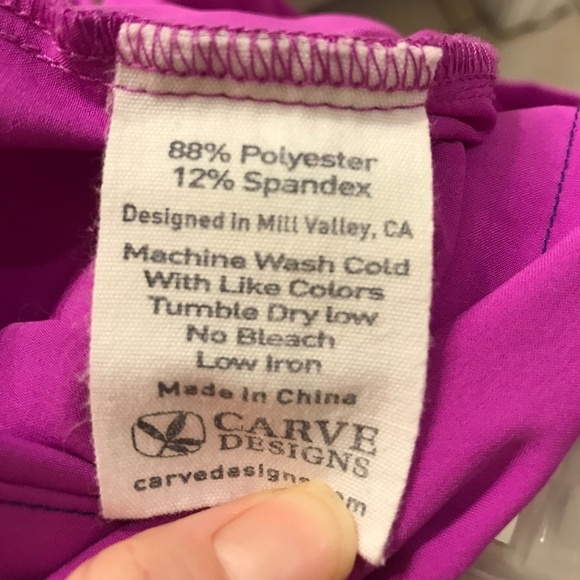 88% Polyester
12% Spandex
Designed in Mill Valley, CA
Machine Wash Cold
With Like Colors
Tumble Dry low
No Bleach
Low Iron
Made in China
CARVE
DESIGNS